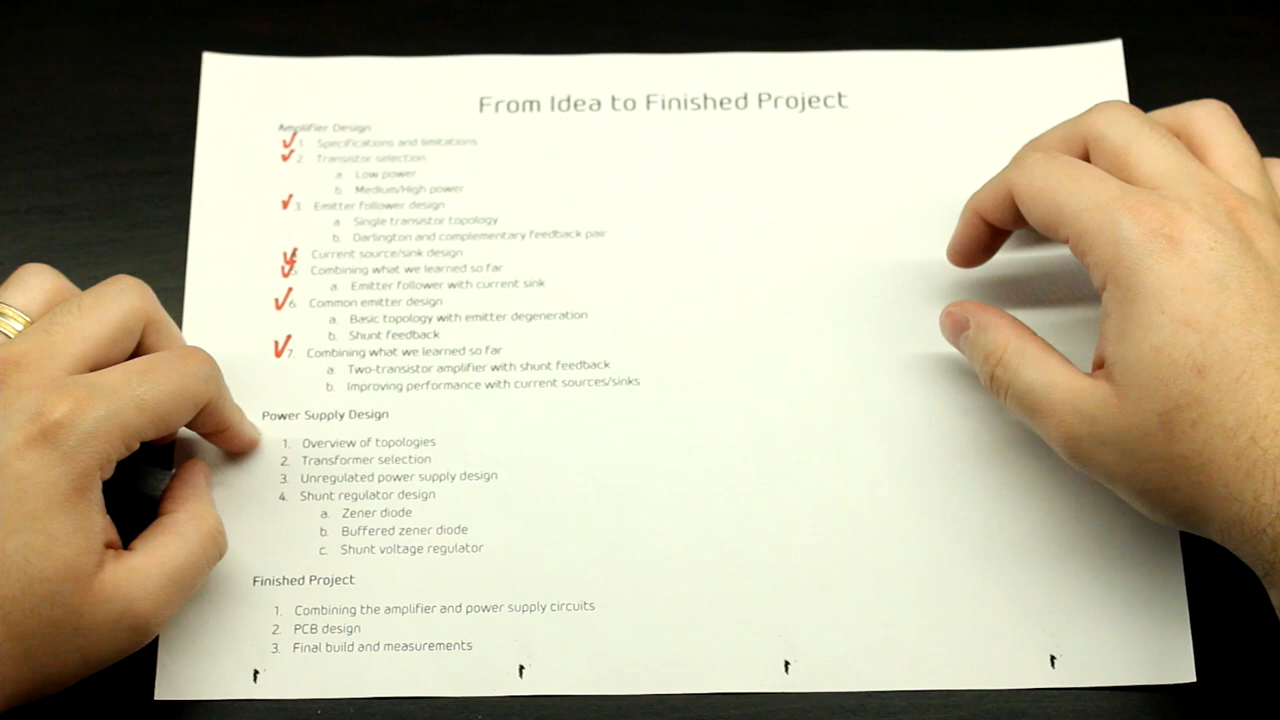 From Idea to Finished Project
Amplifier Design
1. Specifications and limitations
2. Transistor selection
a. Low power
b. Medium/High power
3. Emitter follower design
a. Single transistor topology
b. Darlington and complementary feedback pair
Current source/sink design
5. Combining what we learned so far
a. Emitter follower with current sink
6. Common emitter design
a. Basic topology with emitter degeneration
b. Shunt feedback
7. Combining what we learned so far
a. Two-transistor amplifier with shunt feedback
b. Improving performance with current sources/sinks
Power Supply Design
1. Overview of topologies
2. Transformer selection
3. Unregulated power supply design
4. Shunt regulator design
a. Zener diode
b. Buffered zener diode
c. Shunt voltage regulator
Finished Project
1. Combining the amplifier and power supply circuits
2. PCB design
3. Final build and measurements